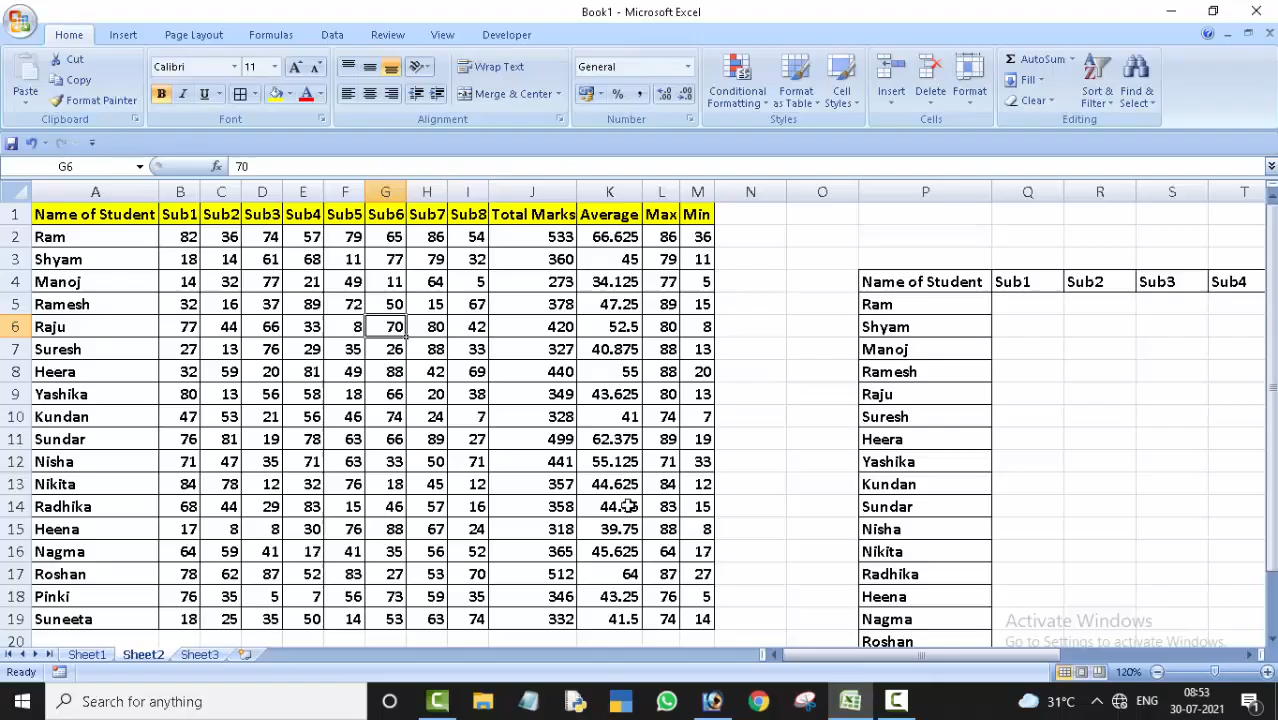 Book1 - Microsoft Excel
Home Insert Page Layout Formulas Data Review View Developer
Paste Cut Copy Format Painter Clipboard
Calibri 11 A A B I U A Font
Wrap Text Merge & Center Alignment
General % , Number
Conditional Formatting Format as Table Cell Styles Styles
Insert Delete Format Cells
Σ AutoSum Fill Clear Sort & Filter Find & Select Editing
G6 fx 70
A B C D E F G H I J K L M N O P Q R S T
1 Name of Student Sub1 Sub2 Sub3 Sub4 Sub5 Sub6 Sub7 Sub8 Total Marks Average Max Min
2 Ram 82 36 74 57 79 65 86 54 533 66.625 86 36
3 Shyam 18 14 61 68 11 77 79 32 360 45 79 11
4 Manoj 14 32 77 21 49 11 64 5 273 34.125 77 5 Name of Student Sub1 Sub2 Sub3 Sub4
5 Ramesh 32 16 37 89 72 50 15 67 378 47.25 89 15 Ram
6 Raju 77 44 66 33 8 70 80 42 420 52.5 80 8 Shyam
7 Suresh 27 13 76 29 35 26 88 33 327 40.875 88 13 Manoj
8 Heera 32 59 20 81 49 88 42 69 440 55 88 20 Ramesh
9 Yashika 80 13 56 58 18 66 20 38 349 43.625 80 13 Raju
10 Kundan 47 53 21 56 46 74 24 7 328 41 74 7 Suresh
11 Sundar 76 81 19 78 63 66 89 27 499 62.375 89 19 Heera
12 Nisha 71 47 35 71 63 33 50 71 441 55.125 71 33 Yashika
13 Nikita 84 78 12 32 76 18 45 12 357 44.625 84 12 Kundan
14 Radhika 68 44 29 83 15 46 57 16 358 83 15 Sundar
15 Heena 17 8 8 30 76 88 67 24 318 39.75 88 8 Nisha
16 Nagma 64 59 41 17 41 35 56 52 365 45.625 64 17 Nikita
17 Roshan 78 62 87 52 83 27 53 70 512 64 87 27 Radhika
18 Pinki 76 35 5 7 56 73 59 35 346 43.25 76 5 Heena
19 Suneeta 18 25 35 50 14 53 63 74 332 41.5 74 14 Nagma
20 Roshan
Activate Windows
Go to Settings to activate Windows.
Sheet1 Sheet2 Sheet3
Ready 120%
Search for anything 31°C ENG 08:53
30-07-2021